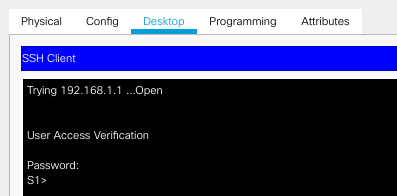 Physical Config Desktop Programming Attributes
SSH Client
Trying 192.168.1.1 ...Open
User Access Verification
Password:
S1>